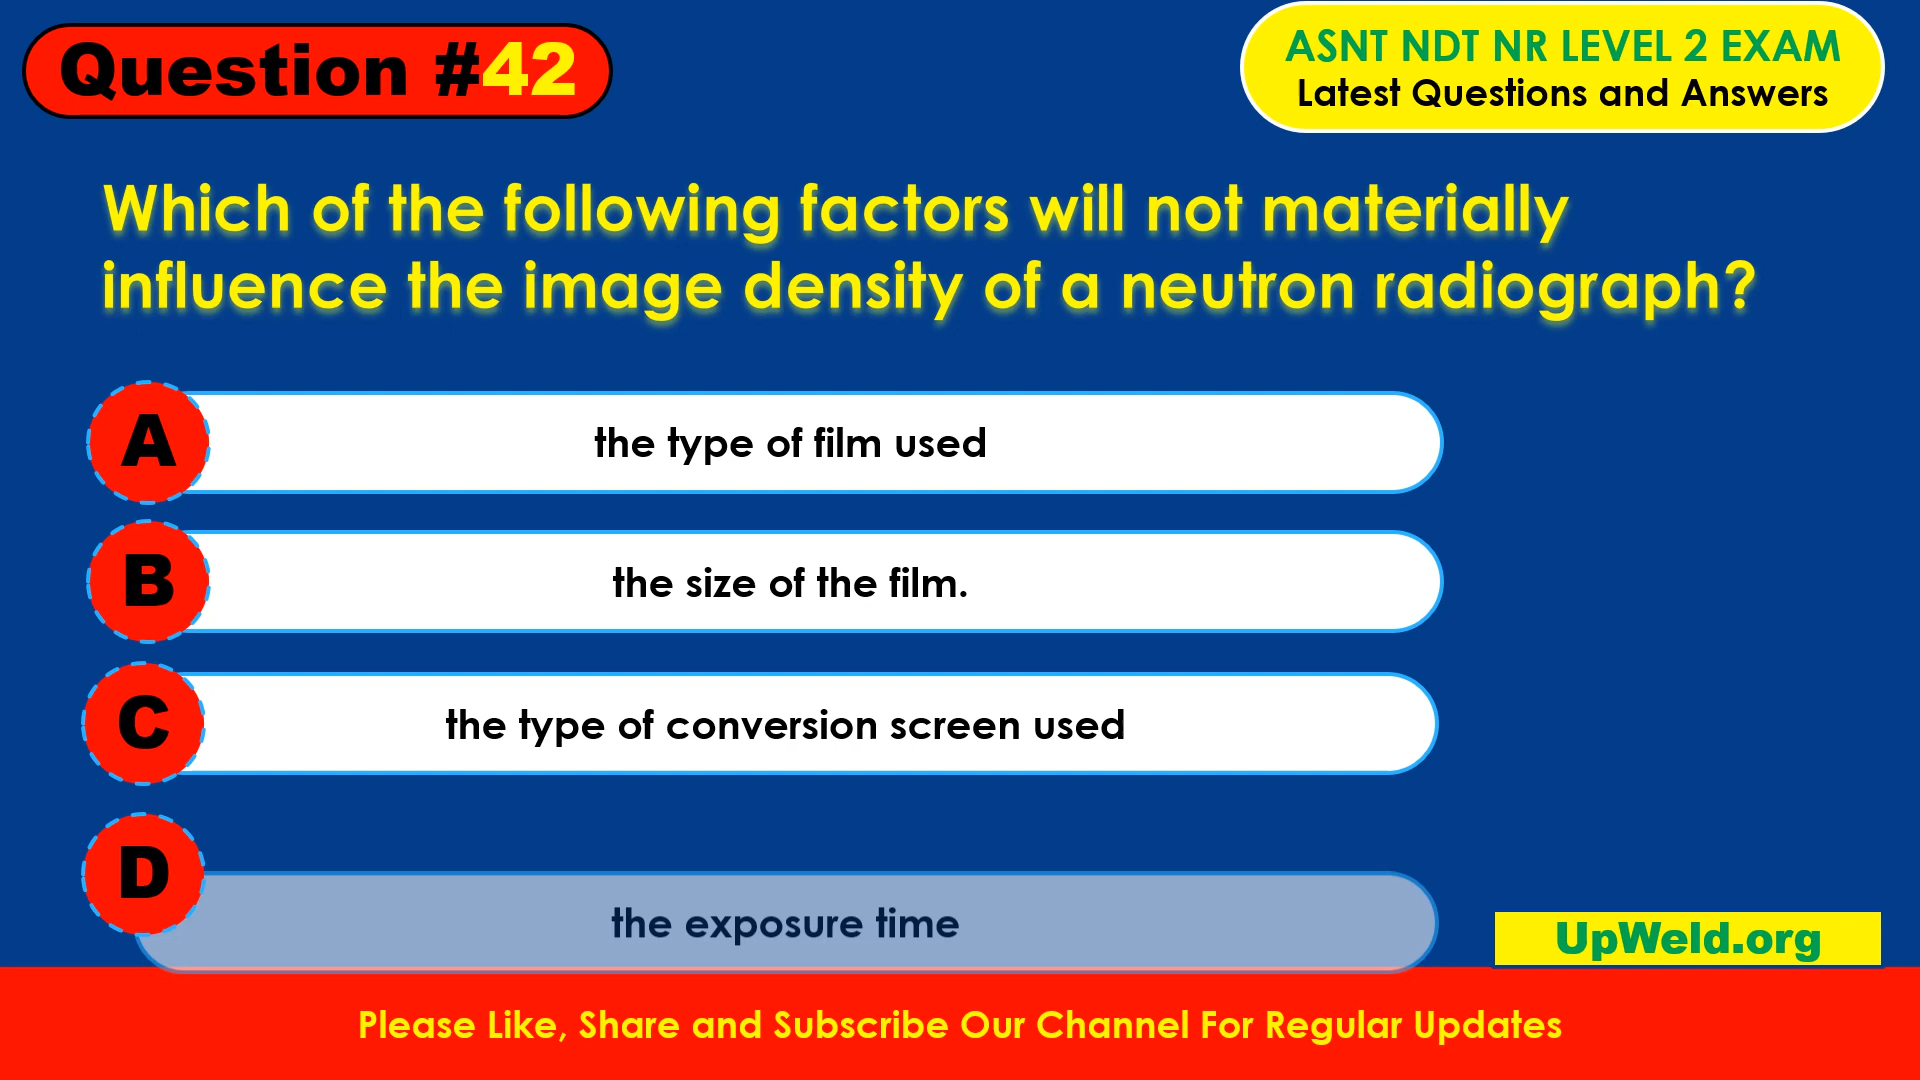 Question #42
ASNT NDT NR LEVEL 2 EXAM
Latest Questions and Answers
Which of the following factors will not materially
influence the image density of a neutron radiograph?
A
the type of film used
B
the size of the film.
C
the type of conversion screen used
D
the exposure time
UpWeld.org
Please Like, Share and Subscribe Our Channel For Regular Updates